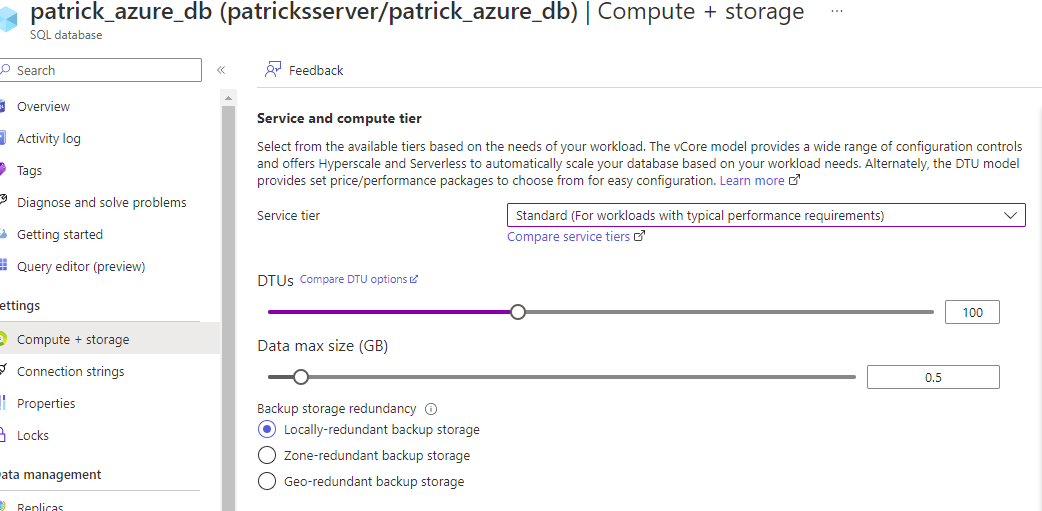 patrick_azure_db (patricksserver/patrick_azure_db) | Compute + storage ...
SQL database
Search
«
Feedback
Overview
Activity log
Tags
Diagnose and solve problems
Getting started
Query editor (preview)
ettings
Compute + storage
Connection strings
Properties
Locks
ata management
Replicas
Service and compute tier
Select from the available tiers based on the needs of your workload. The vCore model provides a wide range of configuration controls
and offers Hyperscale and Serverless to automatically scale your database based on your workload needs. Alternately, the DTU model
provides set price/performance packages to choose from for easy configuration. Learn more
Service tier
Standard (For workloads with typical performance requirements)
Compare service tiers
DTUs Compare DTU options
100
Data max size (GB)
0.5
Backup storage redundancy
Locally-redundant backup storage
Zone-redundant backup storage
Geo-redundant backup storage